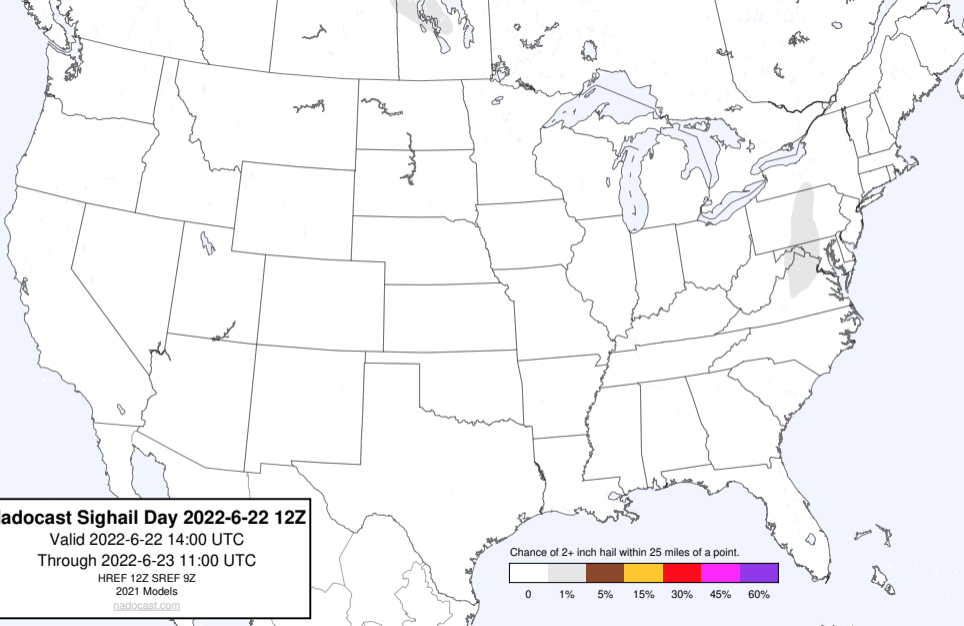 adocast Sighail Day 2022-6-22 12Z
Valid 2022-6-22 14:00 UTC
Through 2022-6-23 11:00 UTC
HREF 12Z SREF 9Z
2021 Models
nadocast.com
Chance of 2+ inch hail within 25 miles of a point.
0 1% 5% 15% 30% 45% 60%